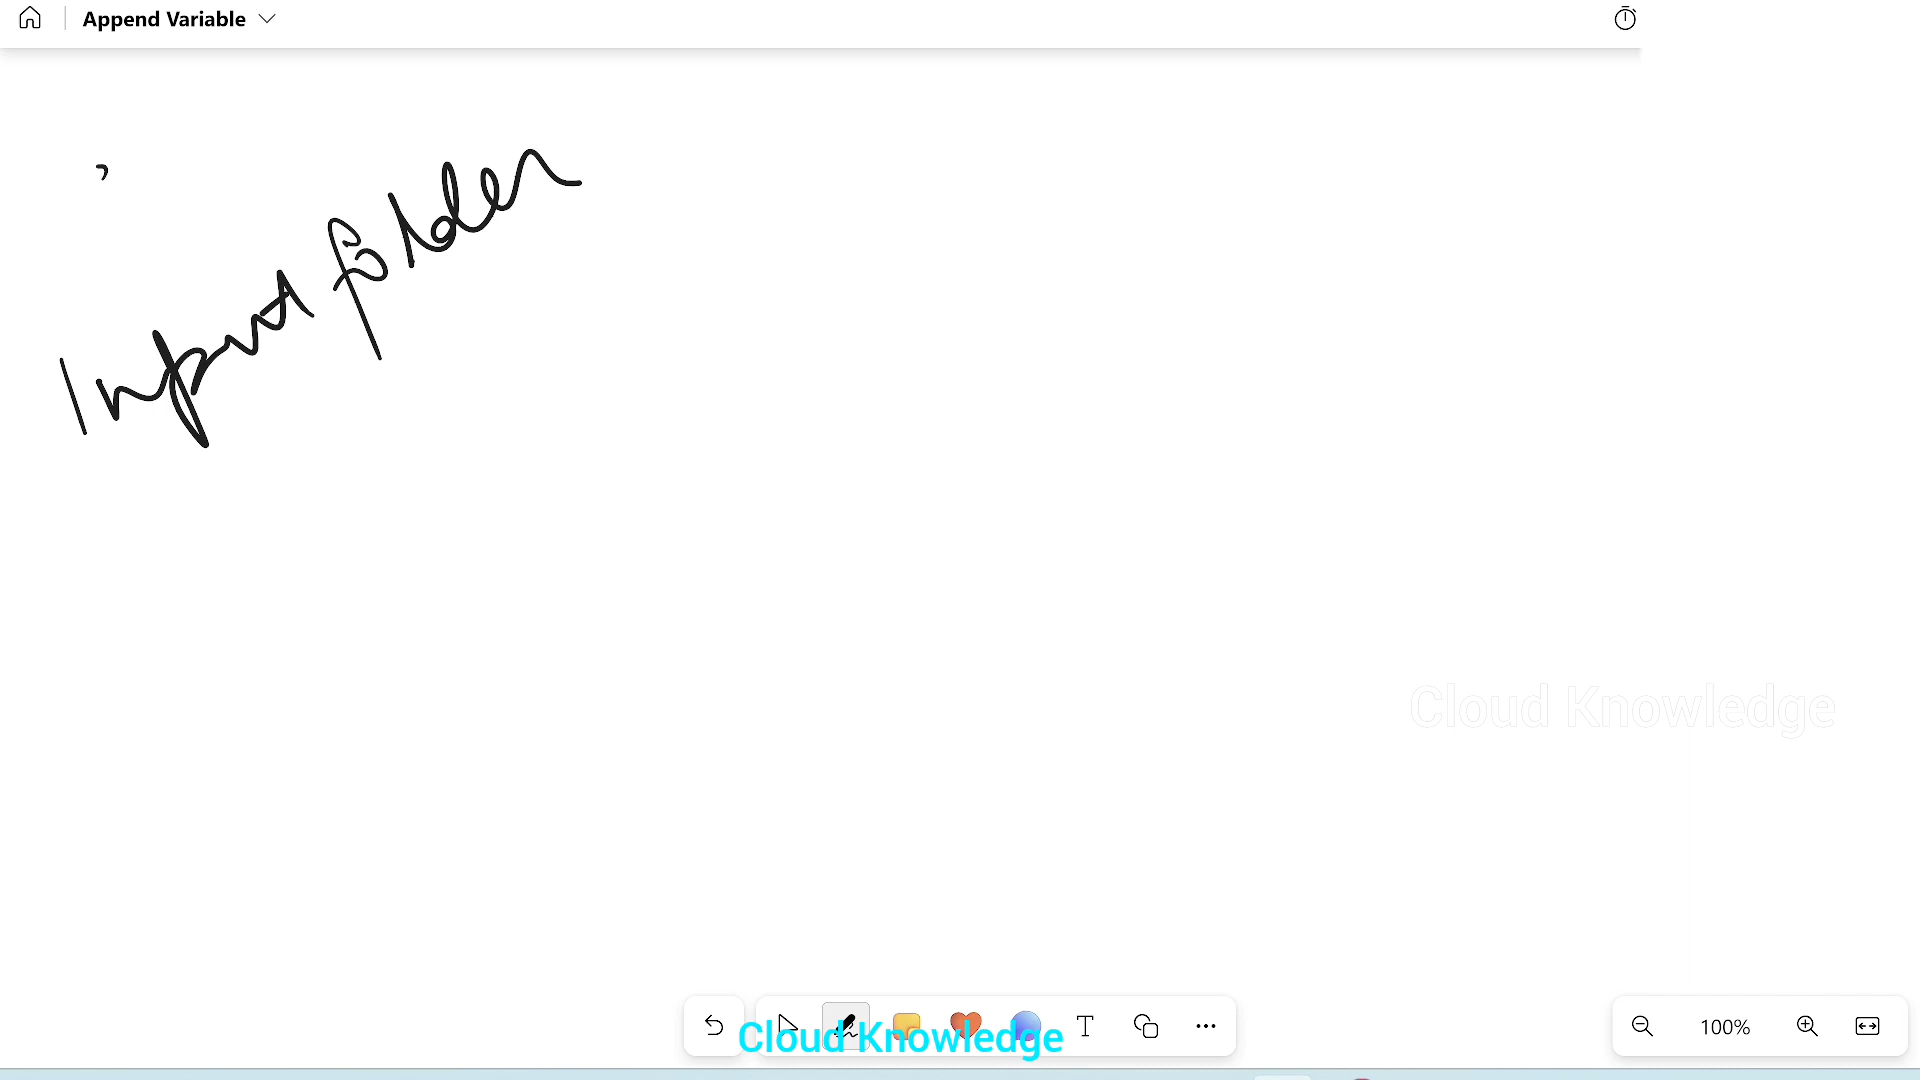 Append Variable
Input folder
Cloud Knowledge
T
Cloud Knowledge
100%